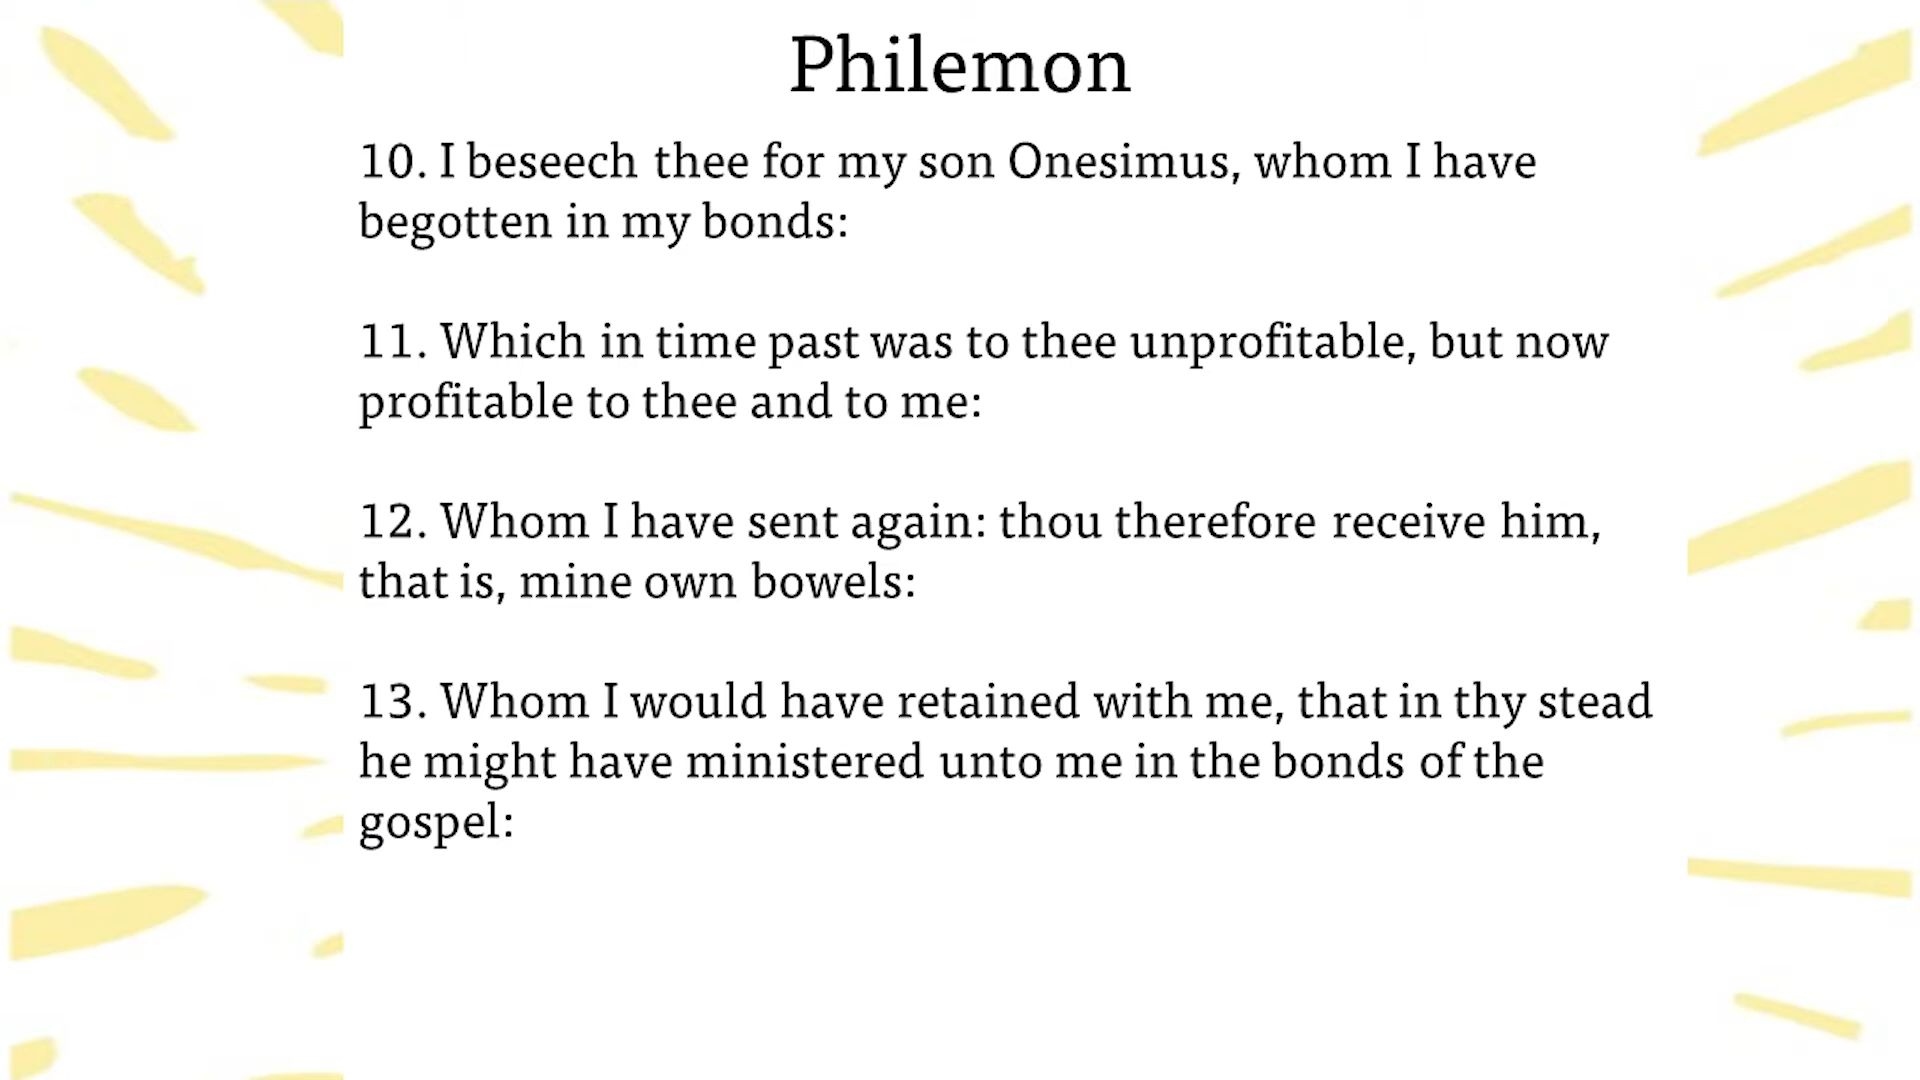 Philemon
10. I beseech thee for my son Onesimus, whom I have
begotten in my bonds:
11. Which in time past was to thee unprofitable, but now
profitable to thee and to me:
12. Whom I have sent again: thou therefore receive him,
that is, mine own bowels:
13. Whom I would have retained with me, that in thy stead
he might have ministered unto me in the bonds of the
gospel: